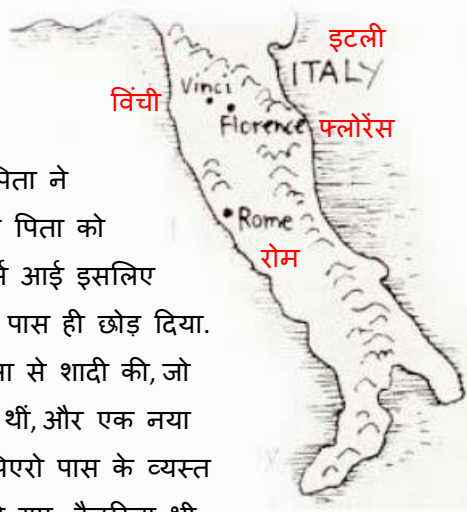 इटली
ITALY
Vinci
विंची
Florence
फ्लोरेंस
Rome
रोम
पिता ने
पिता को
आई इसलिए
पास ही छोड़ दिया.
से शादी की, जो
थीं, और एक नया
पास के व्यस्त